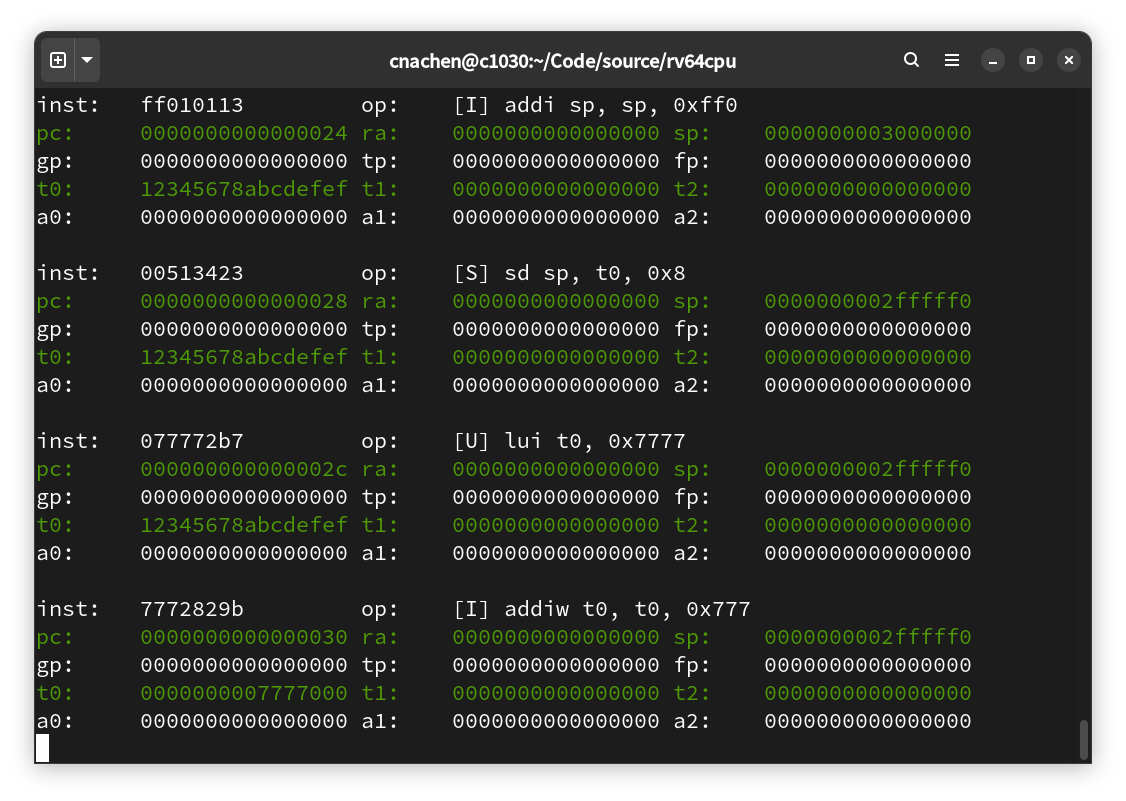 cnachen@c1030:~/Code/source/rv64cpu
inst: ff010113 op: [I] addi sp, sp, 0xff0
pc: 0000000000000024 ra: 0000000000000000 sp: 0000000003000000
gp: 0000000000000000 tp: 0000000000000000 fp: 0000000000000000
t0: 12345678abcdefef t1: 0000000000000000 t2: 0000000000000000
a0: 0000000000000000 a1: 0000000000000000 a2: 0000000000000000
inst: 00513423 op: [S] sd sp, t0, 0x8
pc: 0000000000000028 ra: 0000000000000000 sp: 0000000002fffff0
gp: 0000000000000000 tp: 0000000000000000 fp: 0000000000000000
t0: 12345678abcdefef t1: 0000000000000000 t2: 0000000000000000
a0: 0000000000000000 a1: 0000000000000000 a2: 0000000000000000
inst: 077772b7 op: [U] lui t0, 0x7777
pc: 000000000000002c ra: 0000000000000000 sp: 0000000002fffff0
gp: 0000000000000000 tp: 0000000000000000 fp: 0000000000000000
t0: 12345678abcdefef t1: 0000000000000000 t2: 0000000000000000
a0: 0000000000000000 a1: 0000000000000000 a2: 0000000000000000
inst: 7772829b op: [I] addiw t0, t0, 0x777
pc: 0000000000000030 ra: 0000000000000000 sp: 0000000002fffff0
gp: 0000000000000000 tp: 0000000000000000 fp: 0000000000000000
t0: 0000000007777000 t1: 0000000000000000 t2: 0000000000000000
a0: 0000000000000000 a1: 0000000000000000 a2: 0000000000000000